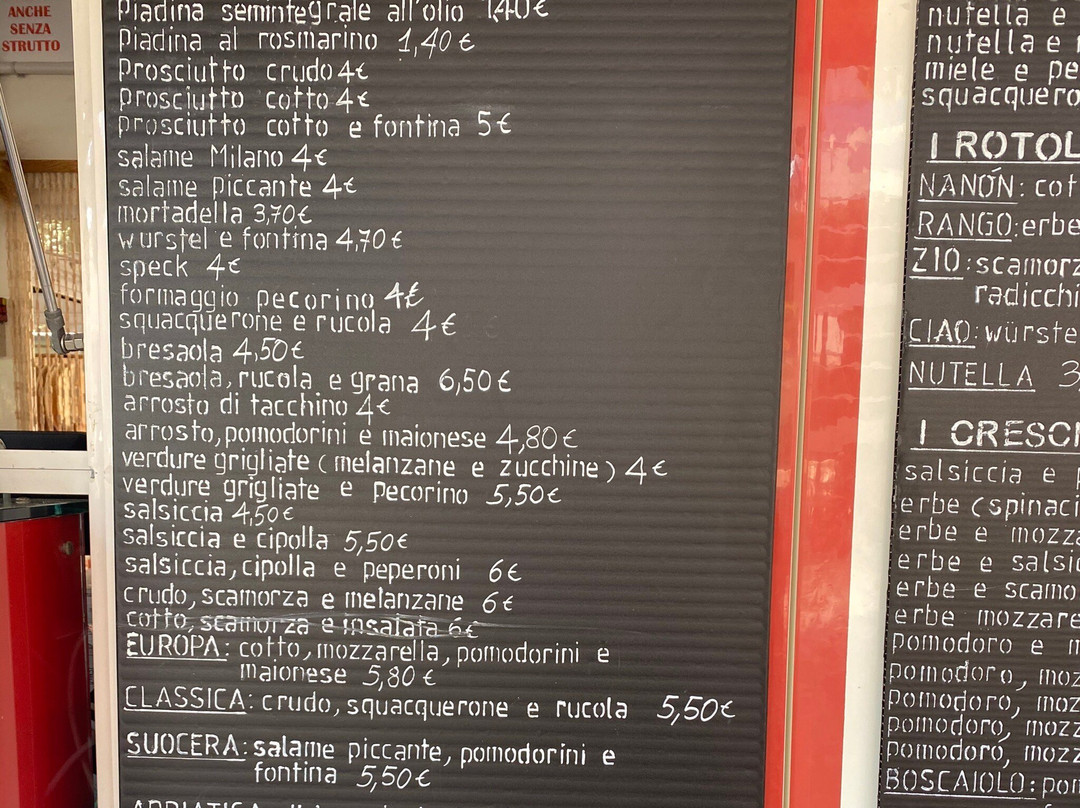 ANCHE
SENZA
STRUTTO
Piadina semintegrale all'olio 1,40€
Piadina al rosmarino 1,40€
prosciutto crudo 4€
prosciutto cotto 4€
prosciutto cotto e fontina 5€
salame Milano 4€
salame piccante 4€
mortadella 3,70€
wurstel e fontina 4,70€
speck 4€
formaggio pecorino 4€
squacquerone e rucola 4€
bresaola 4,50€
bresaola, rucola e grana 6,50€
arrosto di tacchino 4€
arrosto, pomodorini e maionese 4,80€
verdure grigliate (melanzane e zucchine) 4€
verdure grigliate e pecorino 5,50€
salsiccia 4,50€
salsiccia e cipolla 5,50€
salsiccia, cipolla e peperoni 6€
crudo, scamorza e melanzane 6€
cotto, scamorza e insalata 6€
EUROPA: cotto, mozzarella, pomodorini e
maionese 5,80€
CLASSICA: crudo, squacquerone e rucola 5,50€
SUOCERA: salame piccante, pomodorini e
fontina 5,50€
nutella e
nutella e
miele e pe
squacquero
I ROTOL
NANÓN: cot
RANGO: erbe
ZIO: scamorz
radicchi
CIAO: würste
NUTELLA 3
I CRESC
salsiccia e p
erbe (spinaci
erbe e mozza
erbe e salsic
erbe e scamo
erbe mozzare
pomodoro e m
pomodoro, moz
pomodoro, moz
pomodoro, mozz
pomodoro, mozz
BOSCAIOLO: pom